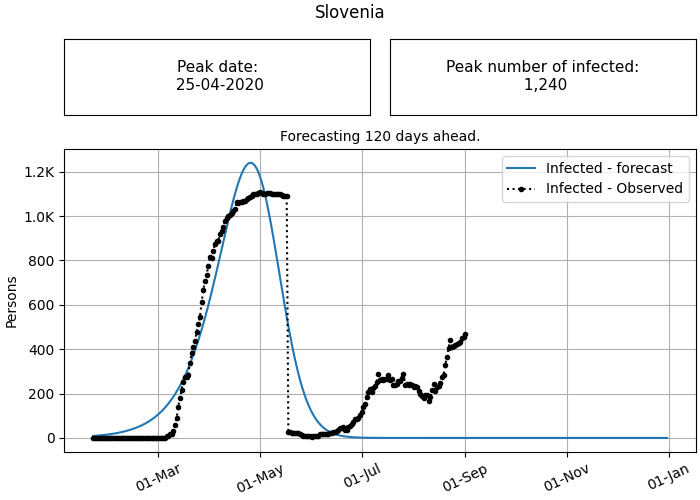 Slovenia
Peak date:
25-04-2020
Peak number of infected:
1,240
Forecasting 120 days ahead.
Infected - forecast
Infected - Observed
1.2K
1.0K
800
600
400
200
0
Persons
01-Mar
01-May
01-Jul
01-Sep
01-Nov
01-Jan